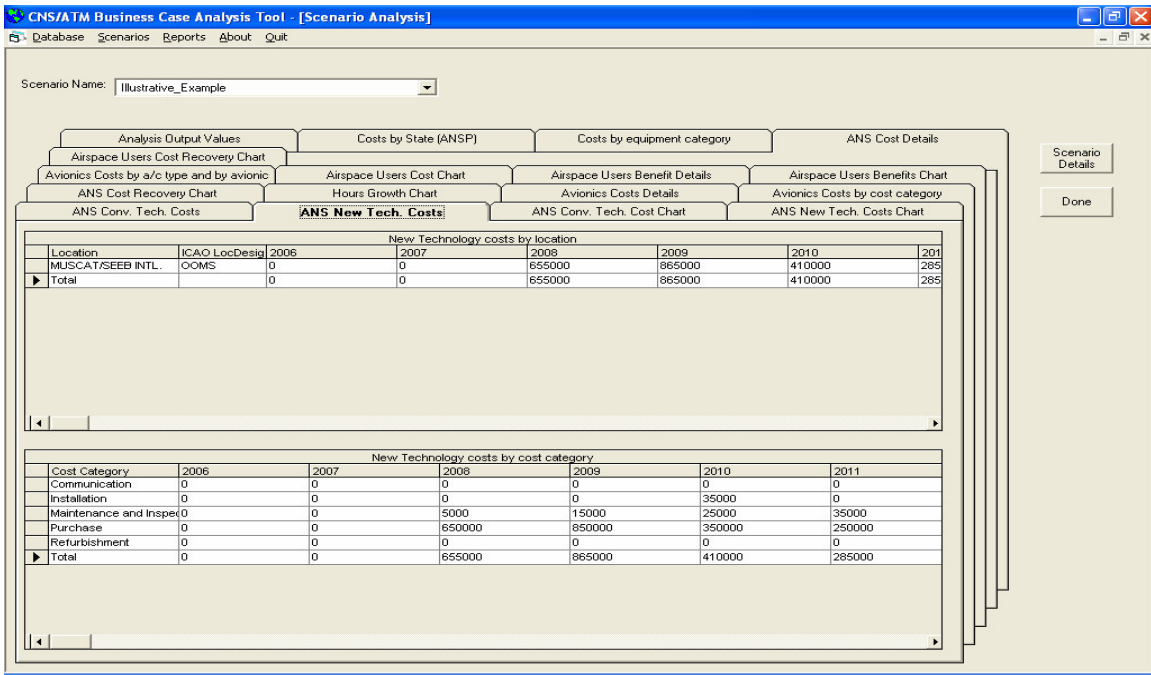 CNS/ATM Business Case Analysis Tool - [Scenario Analysis]
Database Scenarios Reports About Quit
Scenario Name: Illustrative_Example
Analysis Output Values Costs by State (ANSP) Costs by equipment category ANS Cost Details
Airspace Users Cost Recovery Chart
Scenario Details
Avionics Costs by a/c type and by avionic Airspace Users Cost Chart Airspace Users Benefit Details Airspace Users Benefits Chart
ANS Cost Recovery Chart Hours Growth Chart Avionics Costs Details Avionics Costs by cost category
Done
ANS Conv. Tech. Costs ANS New Tech. Costs ANS Conv. Tech. Cost Chart ANS New Tech. Costs Chart
New Technology costs by location
Location ICAO LocDesig 2006 2007 2008 2009 2010 201
MUSCAT/SEEB INTL. OOMS 0 0 655000 865000 410000 285
Total 0 0 655000 865000 410000 285
New Technology costs by cost category
Cost Category 2006 2007 2008 2009 2010 2011
Communication 0 0 0 0 0 0
Installation 0 0 0 0 35000 0
Maintenance and Inspec 0 0 5000 15000 25000 35000
Purchase 0 0 650000 850000 350000 250000
Refurbishment 0 0 0 0 0 0
Total 0 0 655000 865000 410000 285000